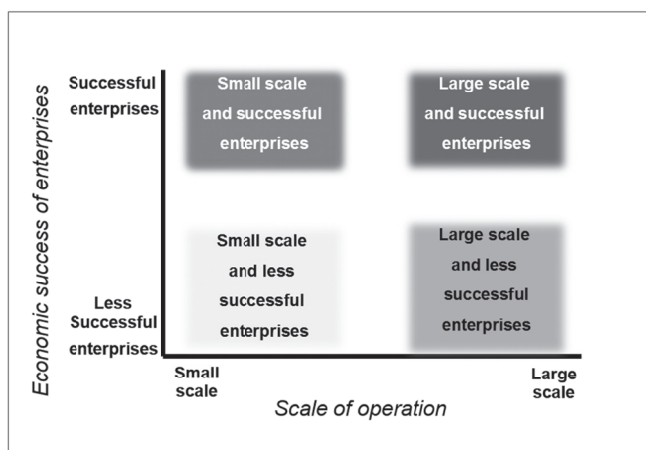 Economic success of enterprises
Successful
enterprises
Small scale
and successful
enterprises
Large scale
and successful
enterprises
Less
Successful
enterprises
Small scale
and less
successful
enterprises
Large scale
and less
successful
enterprises
Small
scale
Large
scale
Scale of operation